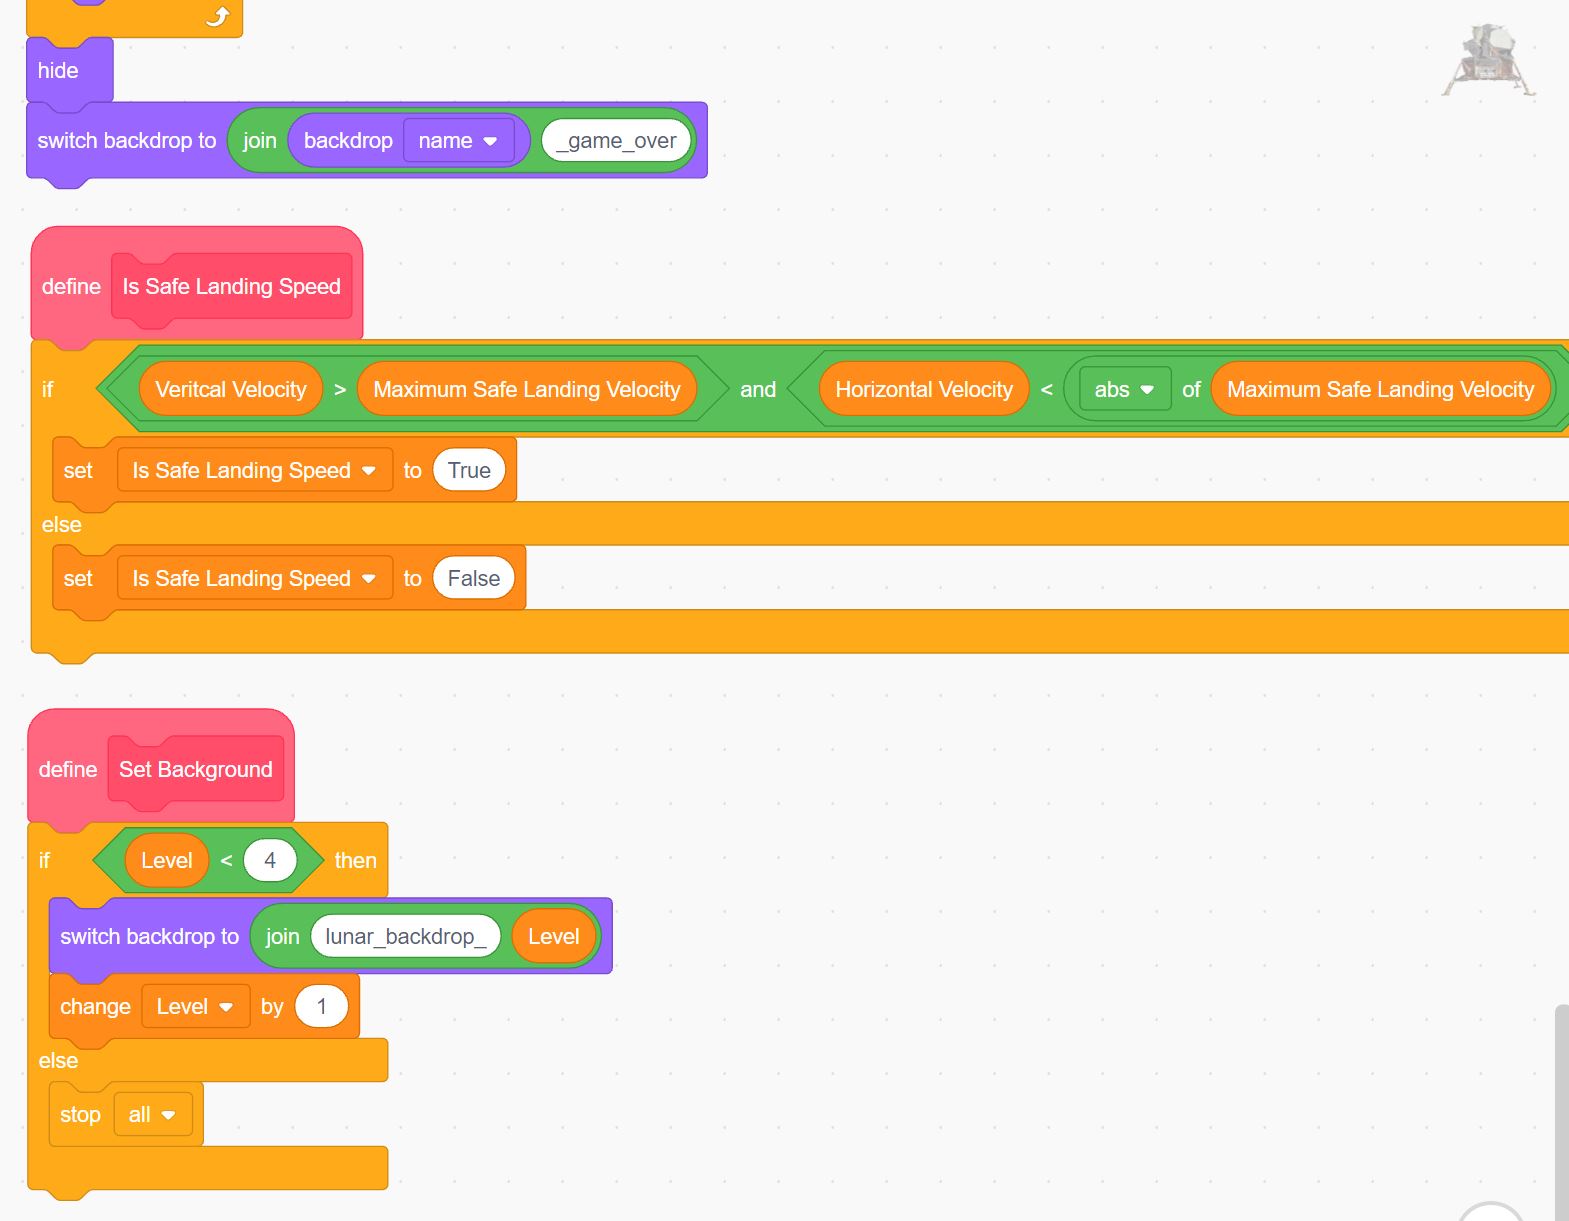 hide
switch backdrop to join backdrop name _game_over
define Is Safe Landing Speed
if Veritcal Velocity > Maximum Safe Landing Velocity and Horizontal Velocity < abs of Maximum Safe Landing Velocity
set Is Safe Landing Speed to True
else
set Is Safe Landing Speed to False
define Set Background
if Level < 4 then
switch backdrop to join lunar_backdrop_ Level
change Level by 1
else
stop all